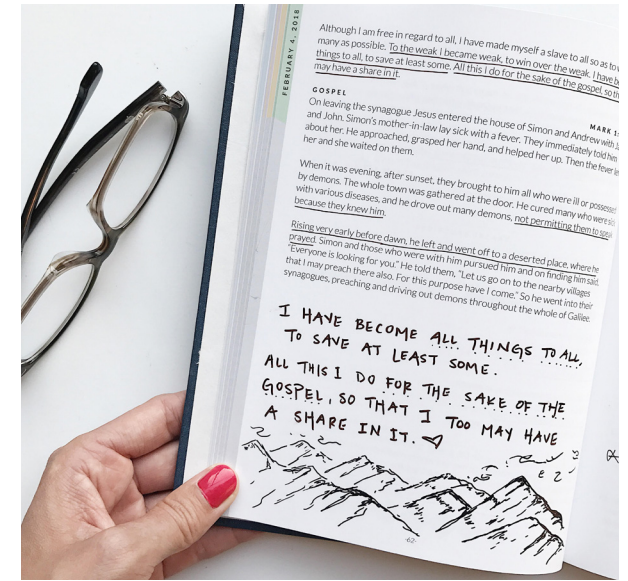 FEBRUARY 4, 2018
Although I am free in regard to all, I have made myself a slave to all so as to
many as possible. To the weak i became weak, to win over the weak. I have
things to all, to save at least some. All this I do for the sake of the gospel, so
may have a share in it.
GOSPEL
MARK 1:
On leaving the synagogue Jesus entered the house of Simon and Andrew with
and John. Simon's mother-in-law lay sick with a fever. They immediately told him
about her. He approached, grasped her hand, and helped her up. Then the fever
her and she waited on them.
When it was evening, after sunset, they brought to him all who were ill or possessed
by demons. The whole town was gathered at the door. He cured many who were
with various diseases, and he drove out many demons, not permitting them to speak
because they knew him.
Rising very early before dawn, he left and went off to a deserted place, where he
prayed. Simon and those who were with him pursued him and on finding him said,
"Everyone is looking for you." He told them, "Let us go on to the nearby villages
that I may preach there also. For this purpose have I come." So he went into their
synagogues, preaching and driving out demons throughout the whole of Galilee.
I HAVE BECOME ALL THINGS TO ALL,
TO SAVE AT LEAST SOME.
ALL THIS I DO FOR THE SAKE OF THE
GOSPEL, SO THAT I TOO MAY HAVE
A SHARE IN IT.
·62·